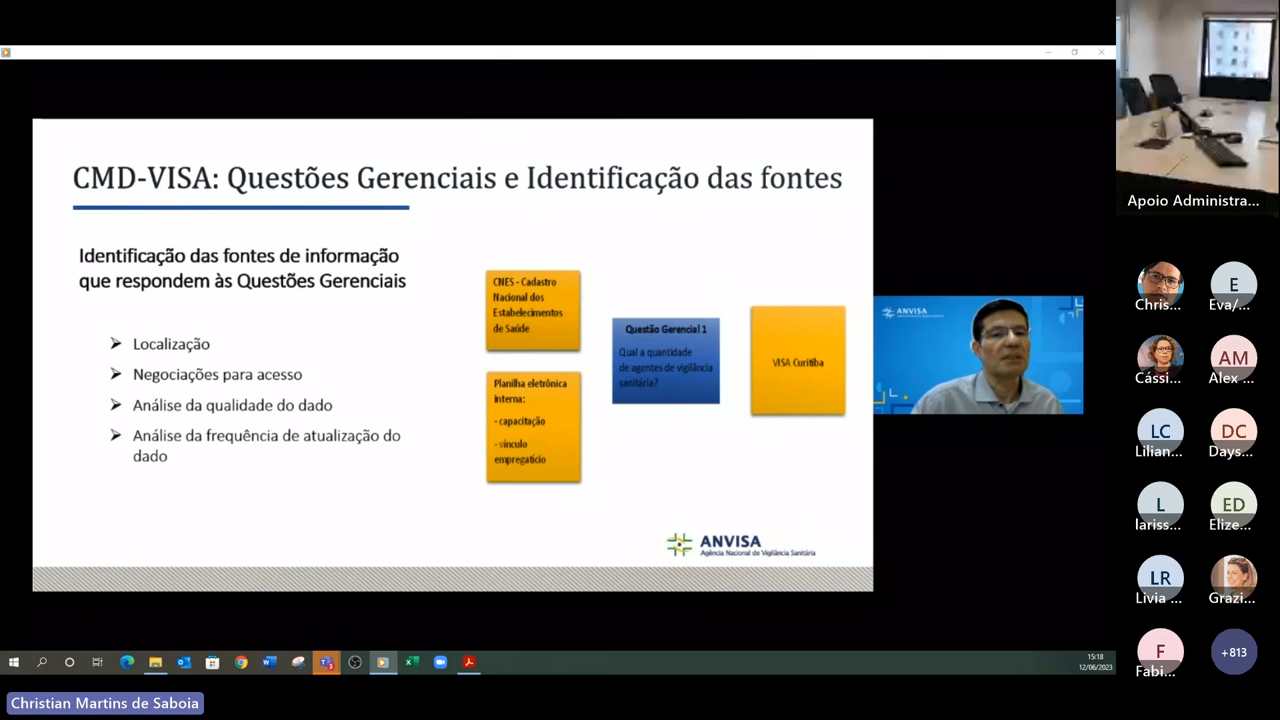 CMD-VISA: Questões Gerenciais e Identificação das fontes
Identificação das fontes de informação
que respondem às Questões Gerenciais
Localização
Negociações para acesso
Análise da qualidade do dado
Análise da frequência de atualização do
dado
CNES - Cadastro
Nacional dos
Estabelecimentos
de Saúde
Planilha eletrônica
interna:
- capacitação
- vínculo
empregatício
Questão Gerencial 1
Qual a quantidade
de agentes de vigilância
sanitária?
VISA Curitiba
ANVISA
Agência Nacional de Vigilância Sanitária
ANVISA
Apoio Administra...
Chris...
E
Eva/...
Cássi...
AM
Alex ...
LC
Lilian...
DC
Days...
L
lariss...
ED
Elize...
LR
Livia ...
Grazi...
F
Fabi...
+813
15:18
12/06/2023
Christian Martins de Saboia